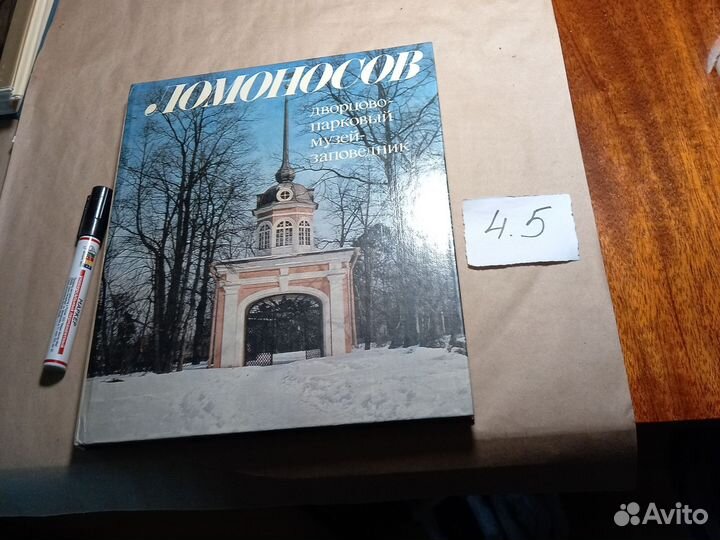 ЛОМОНОСОВ
дворцово-
парковый
музей-
заповедник
4.5
Avito